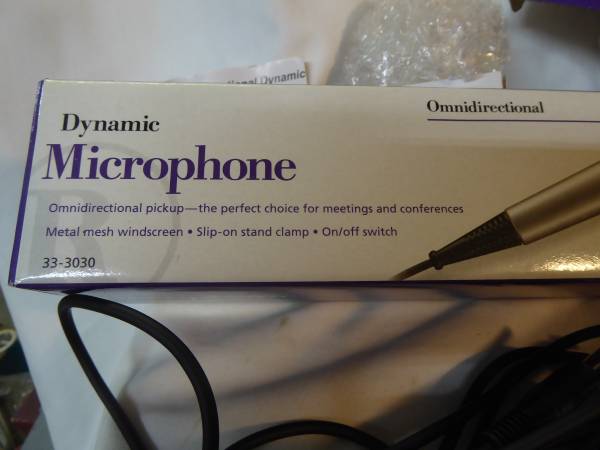 Dynamic
Omnidirectional
Dynamic
Microphone
Omnidirectional pickup—the perfect choice for meetings and conferences
Metal mesh windscreen • Slip-on stand clamp • On/off switch
33-3030